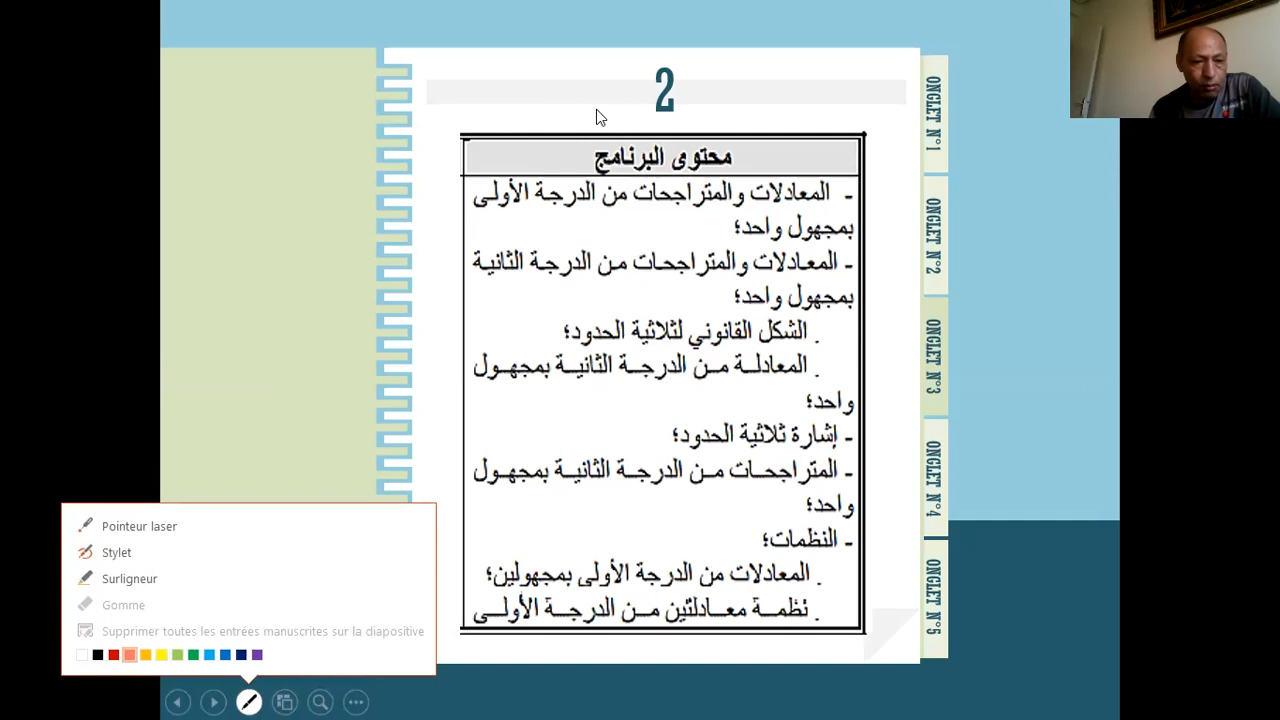 2
محتوى البرنامج
- المعادلات والمتراجحات من الدرجة الأولى
بمجهول واحد؛
- المعادلات والمتراجحات من الدرجة الثانية
بمجهول واحد؛
. الشكل القانوني لثلاثية الحدود؛
. المعادلة من الدرجة الثانية بمجهول
واحد؛
- إشارة ثلاثية الحدود؛
- المتراجحات من الدرجة الثانية بمجهول
واحد؛
- النظمات؛
. المعادلات من الدرجة الأولى بمجهولين؛
. نظمة معادلتين من الدرجة الأولى
ONGLET N°1
ONGLET N°2
ONGLET N°3
ONGLET N°4
ONGLET N°5
Pointeur laser
Stylet
Surligneur
Gomme
Supprimer toutes les entrées manuscrites sur la diapositive